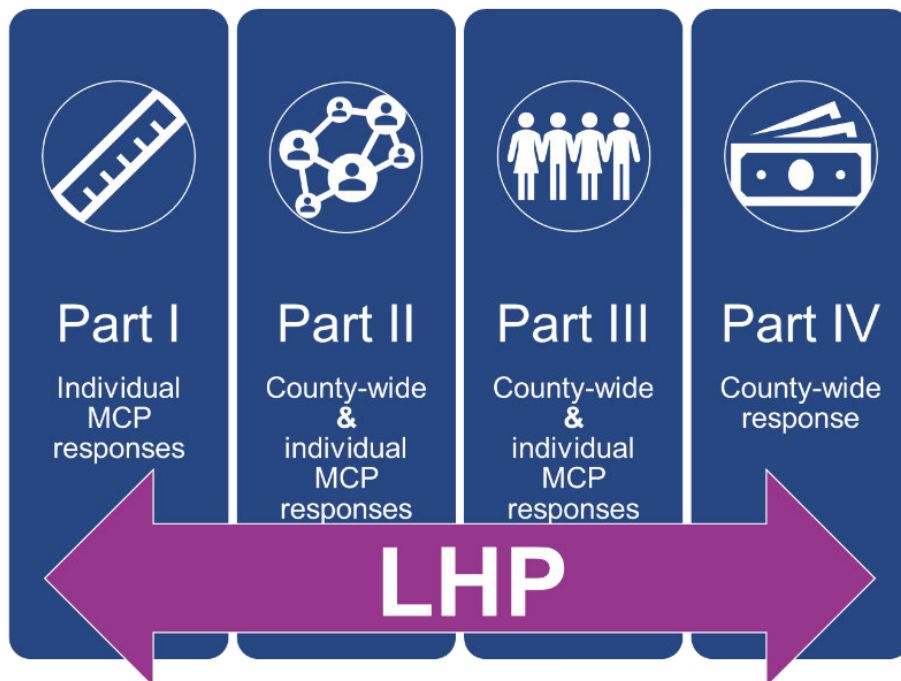 Part I
Individual
MCP
responses
Part II
County-wide
&
individual
MCP
responses
Part III
County-wide
&
individual
MCP
responses
Part IV
County-wide
response
LHP